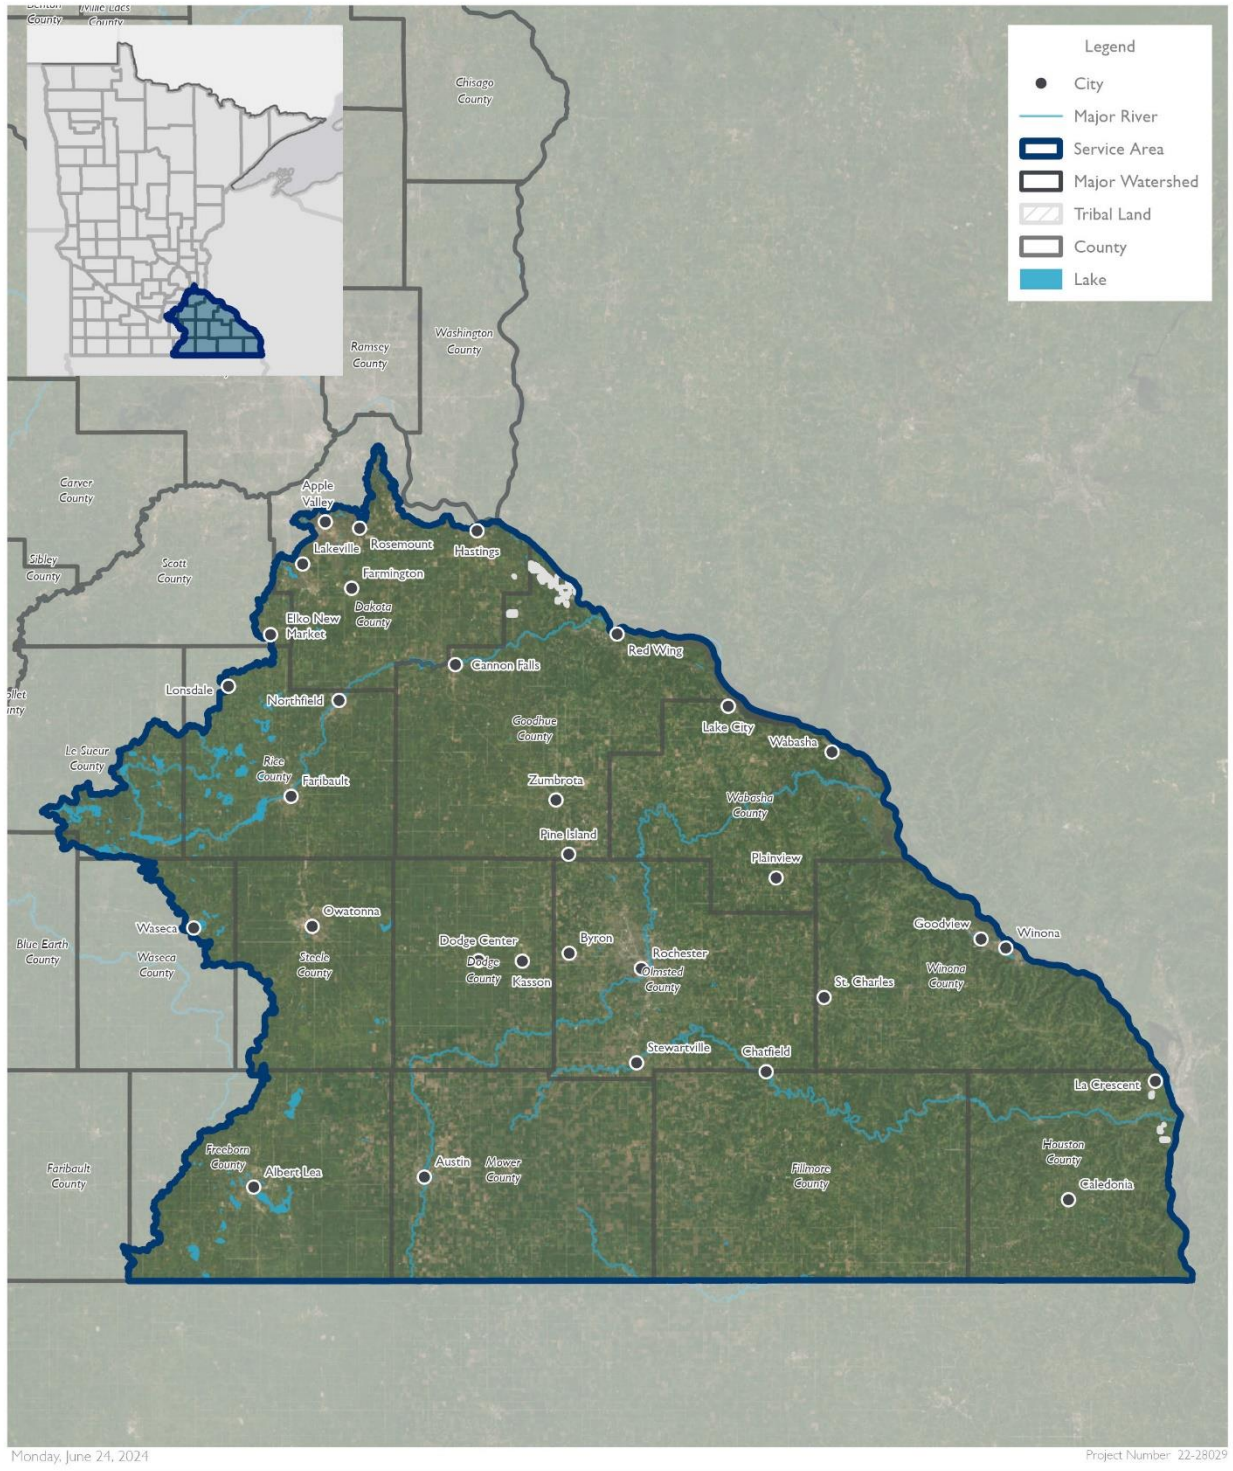 County
Mille Lacs
County
Chisago
County
Legend
City
Major River
Service Area
Major Watershed
Tribal Land
County
Lake
Washington
County
Ramsey
County
Carver
County
Apple
Valley
Rosemount
Hastings
Lakeville
Sibley
County
Scott
County
Farmington
Dakota
County
Elko New
Market
Red Wing
Cannon Falls
Lonsdale
Northfield
Goodhue
County
Lake City
Wabasha
Le Sueur
County
Rice
County
Faribault
Zumbrota
Wabasha
County
Pine Island
Plainview
Waseca
Owatonna
Goodview
Winona
Blue Earth
County
Waseca
County
Steele
County
Dodge Center
Dodge
County
Kasson
Byron
Rochester
Olmsted
County
Winona
County
St. Charles
Stewartville
Chatfield
La Crescent
Faribault
County
Freeborn
County
Albert Lea
Austin
Mower
County
Fillmore
County
Houston
County
Caledonia
Monday, June 24, 2024
Project Number 22-28029